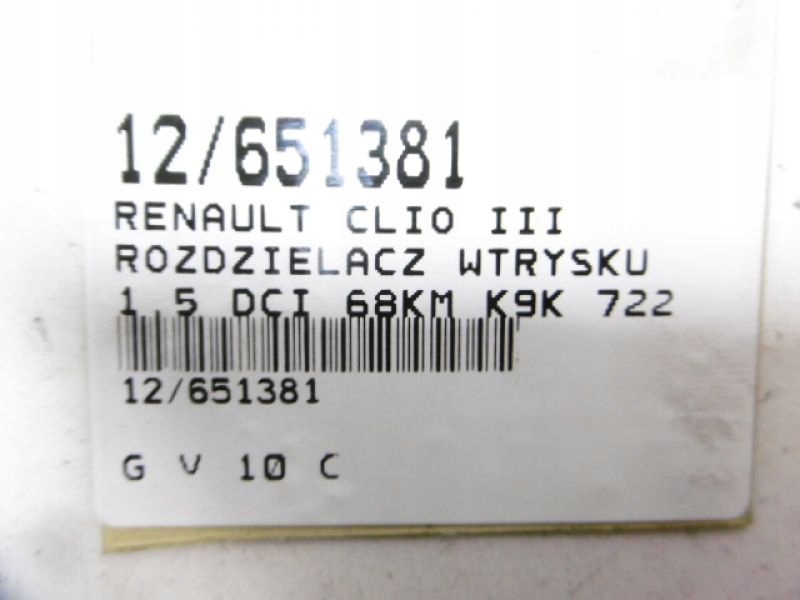 12/651381
RENAULT CLIO III
ROZDZIELACZ WTRYSKU
1.5 DCI 68KM K9K 722
12/651381
G V 10 C